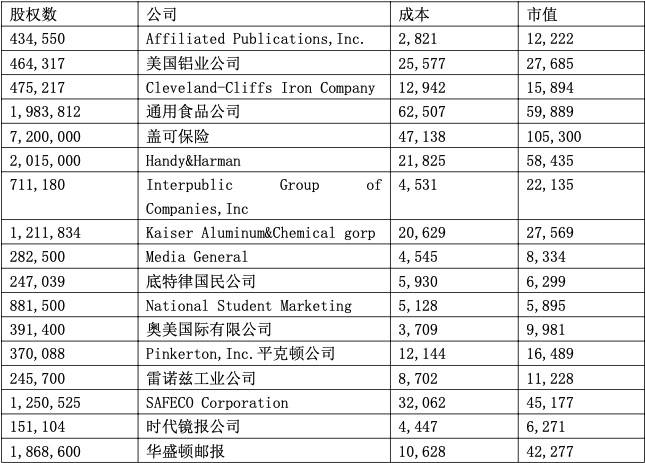 股权数 公司 成本 市值
434,550 Affiliated Publications,Inc. 2,821 12,222
464,317 美国铝业公司 25,577 27,685
475,217 Cleveland-Cliffs Iron Company 12,942 15,894
1,983,812 通用食品公司 62,507 59,889
7,200,000 盖可保险 47,138 105,300
2,015,000 Handy&Harman 21,825 58,435
711,180 Interpublic Group of 4,531 22,135
Companies,Inc
1,211,834 Kaiser Aluminum&Chemical gorp 20,629 27,569
282,500 Media General 4,545 8,334
247,039 底特律国民公司 5,930 6,299
881,500 National Student Marketing 5,128 5,895
391,400 奥美国际有限公司 3,709 9,981
370,088 Pinkerton,Inc.平克顿公司 12,144 16,489
245,700 雷诺兹工业公司 8,702 11,228
1,250,525 SAFECO Corporation 32,062 45,177
151,104 时代镜报公司 4,447 6,271
1,868,600 华盛顿邮报 10,628 42,277